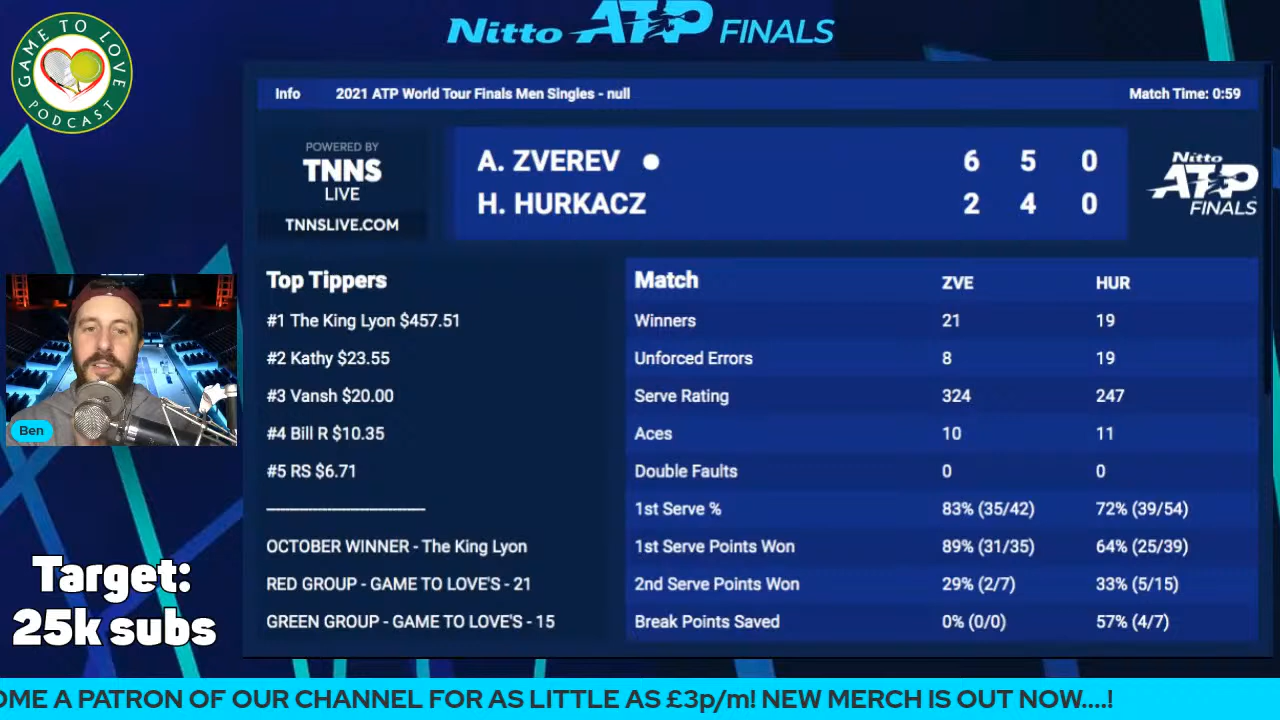 GAME TO LOVE
PODCAST
Nitto ATP FINALS
Info 2021 ATP World Tour Finals Men Singles - null Match Time: 0:59
POWERED BY
TNNS
LIVE
TNNSLIVE.COM
A. ZVEREV 6 5 0
H. HURKACZ 2 4 0
Nitto
ATP
FINALS
Top Tippers
#1 The King Lyon $457.51
#2 Kathy $23.55
#3 Vansh $20.00
#4 Bill R $10.35
#5 RS $6.71
OCTOBER WINNER - The King Lyon
RED GROUP - GAME TO LOVE'S - 21
GREEN GROUP - GAME TO LOVE'S - 15
Match ZVE HUR
Winners 21 19
Unforced Errors 8 19
Serve Rating 324 247
Aces 10 11
Double Faults 0 0
1st Serve % 83% (35/42) 72% (39/54)
1st Serve Points Won 89% (31/35) 64% (25/39)
2nd Serve Points Won 29% (2/7) 33% (5/15)
Break Points Saved 0% (0/0) 57% (4/7)
Ben
Target:
25k subs
OME A PATRON OF OUR CHANNEL FOR AS LITTLE AS £3p/m! NEW MERCH IS OUT NOW....!